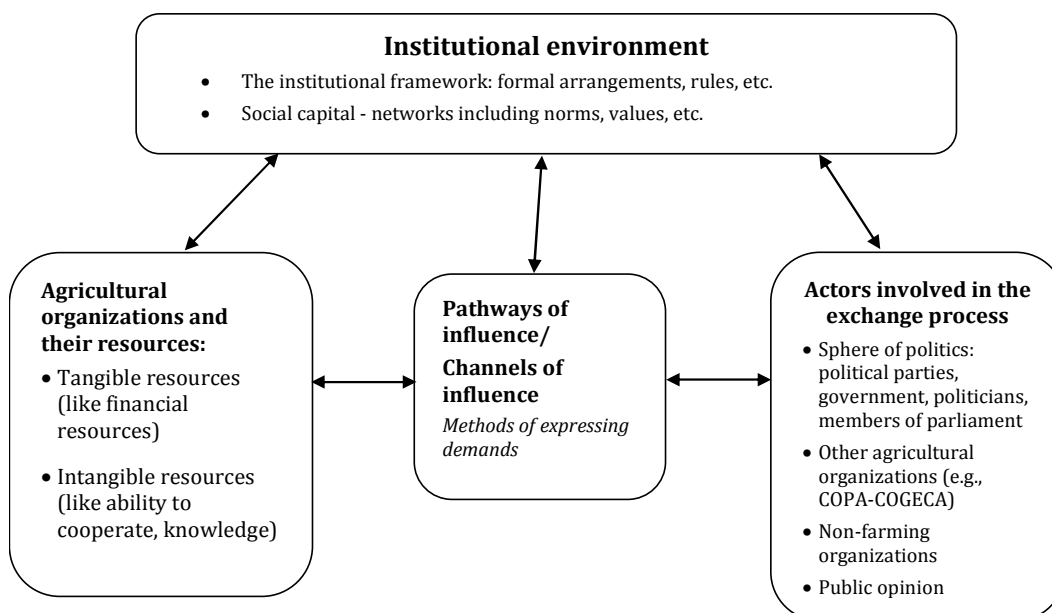 Institutional environment
• The institutional framework: formal arrangements, rules, etc.
• Social capital - networks including norms, values, etc.
Agricultural
organizations and
their resources:
• Tangible resources
(like financial
resources)
• Intangible resources
(like ability to
cooperate, knowledge)
Pathways of
influence/
Channels of
influence
Methods of expressing
demands
Actors involved in the
exchange process
• Sphere of politics:
political parties,
government, politicians,
members of parliament
• Other agricultural
organizations (e.g.,
COPA-COGECA)
• Non-farming
organizations
• Public opinion